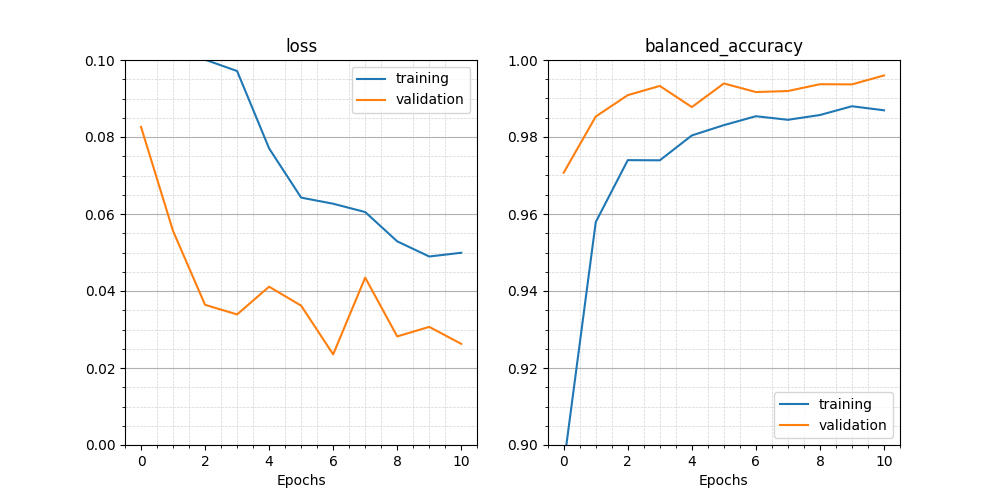 loss
0.10
0.08
0.06
0.04
0.02
0.00
0 2 4 6 8 10
Epochs
training
validation
balanced_accuracy
1.00
0.98
0.96
0.94
0.92
0.90
0 2 4 6 8 10
Epochs
training
validation